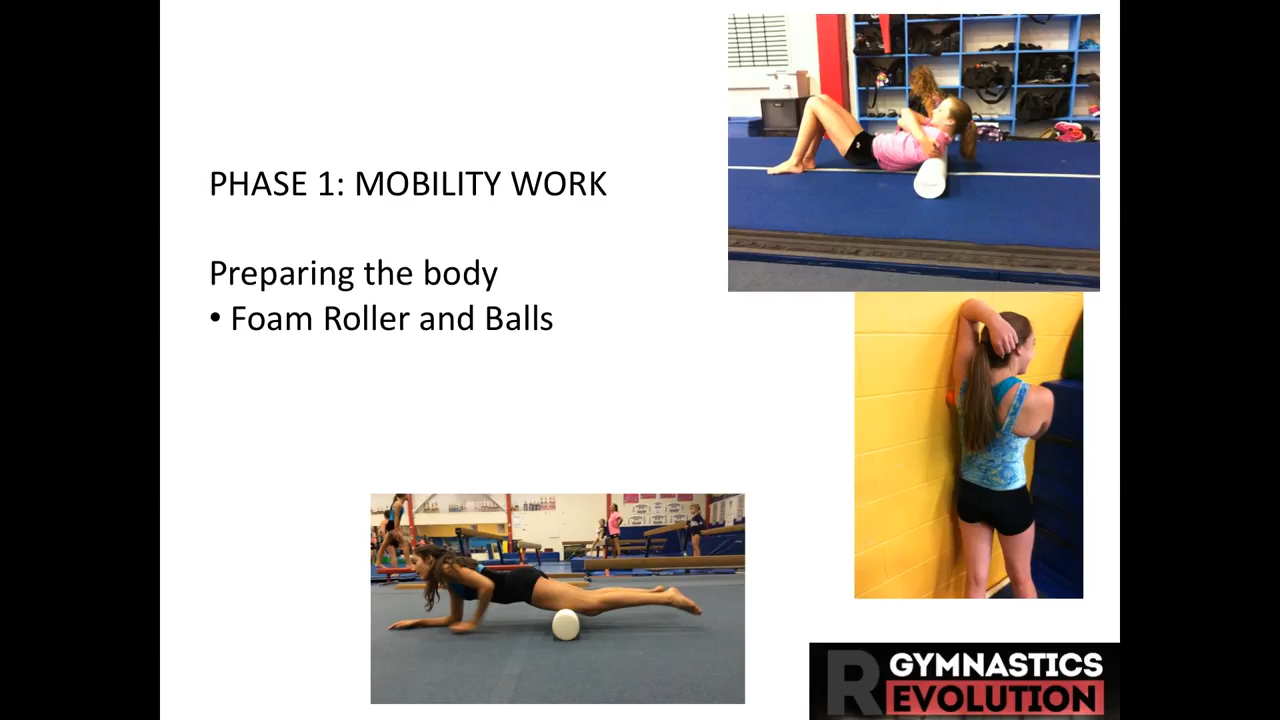 PHASE 1: MOBILITY WORK
Preparing the body
• Foam Roller and Balls
R GYMNASTICS
EVOLUTION